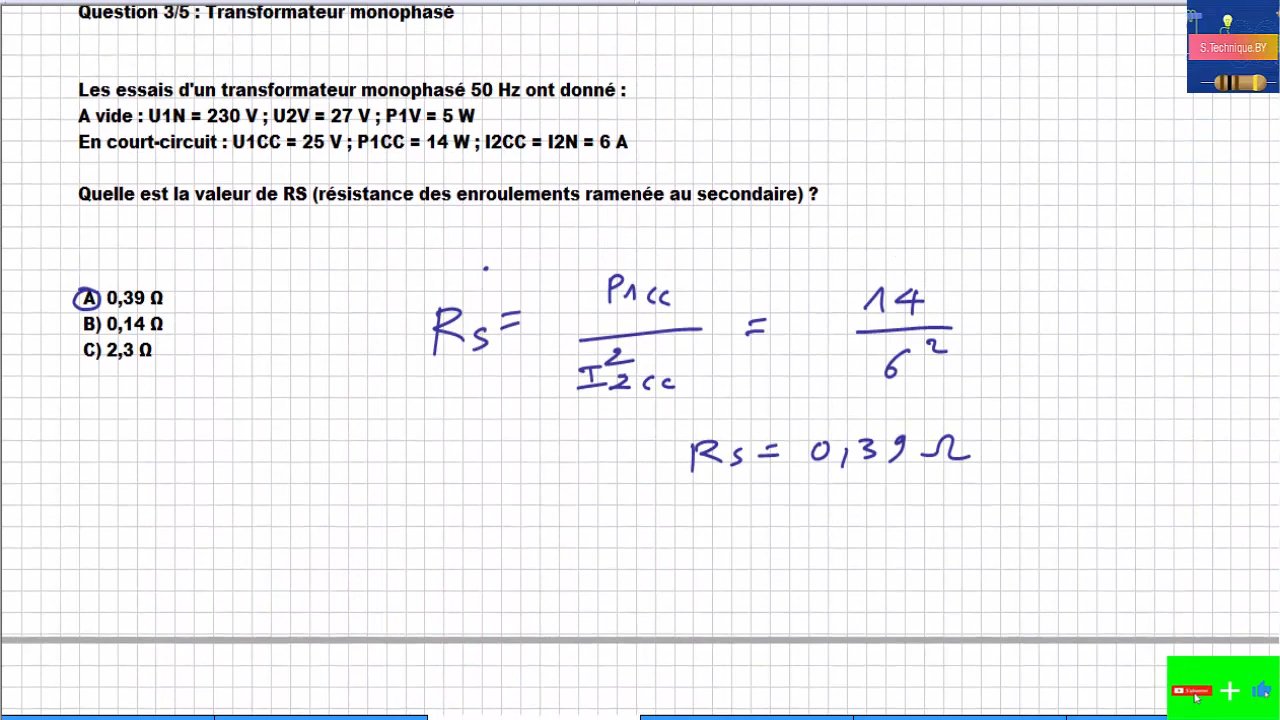 Question 3/5 : Transformateur monophasé
S.Technique.BY
Les essais d'un transformateur monophasé 50 Hz ont donné :
A vide : U1N = 230 V ; U2V = 27 V ; P1V = 5 W
En court-circuit : U1CC = 25 V ; P1CC = 14 W ; I2CC = I2N = 6 A
Quelle est la valeur de RS (résistance des enroulements ramenée au secondaire) ?
A) 0,39 Ω
B) 0,14 Ω
C) 2,3 Ω
Rs = P1cc / I²2cc = 14 / 6²
Rs = 0,39 Ω
+